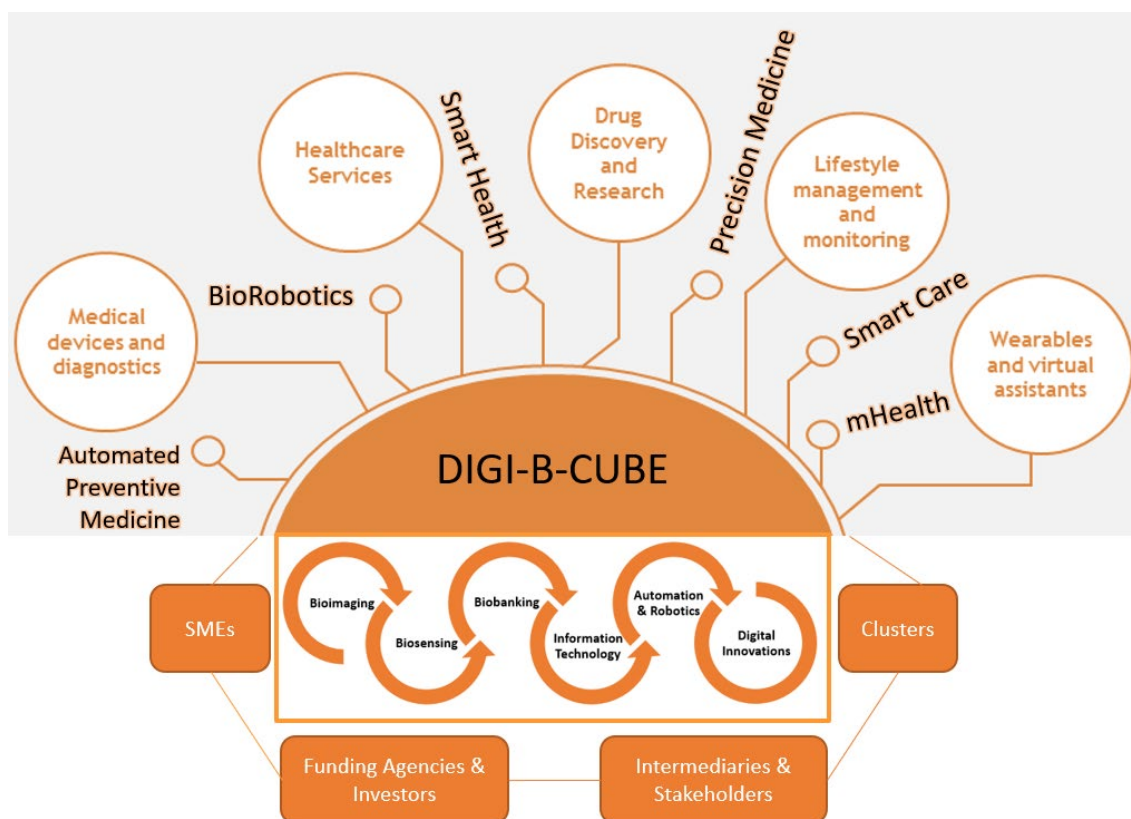 Healthcare
Services
Smart Health
Drug
Discovery
and
Research
Precision Medicine
Lifestyle
management
and
monitoring
Medical
devices and
diagnostics
BioRobotics
Smart Care
Wearables
and virtual
assistants
mHealth
Automated
Preventive
Medicine
DIGI-B-CUBE
Bioimaging
Biosensing
Biobanking
Information
Technology
Automation
& Robotics
Digital
Innovations
SMEs
Clusters
Funding Agencies &
Investors
Intermediaries &
Stakeholders